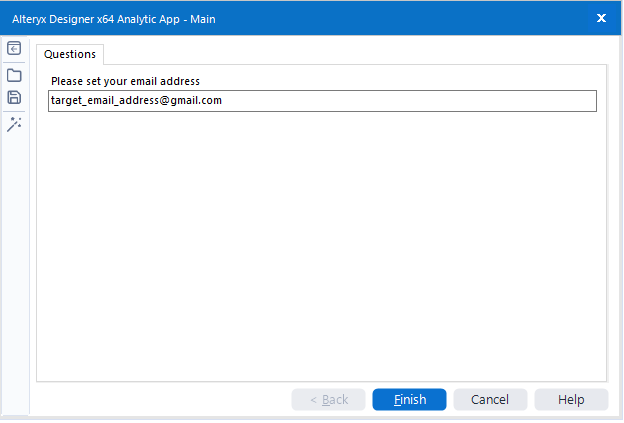 Alteryx Designer x64 Analytic App - Main
x
Questions
Please set your email address
target_email_address@gmail.com
< Back Finish Cancel Help